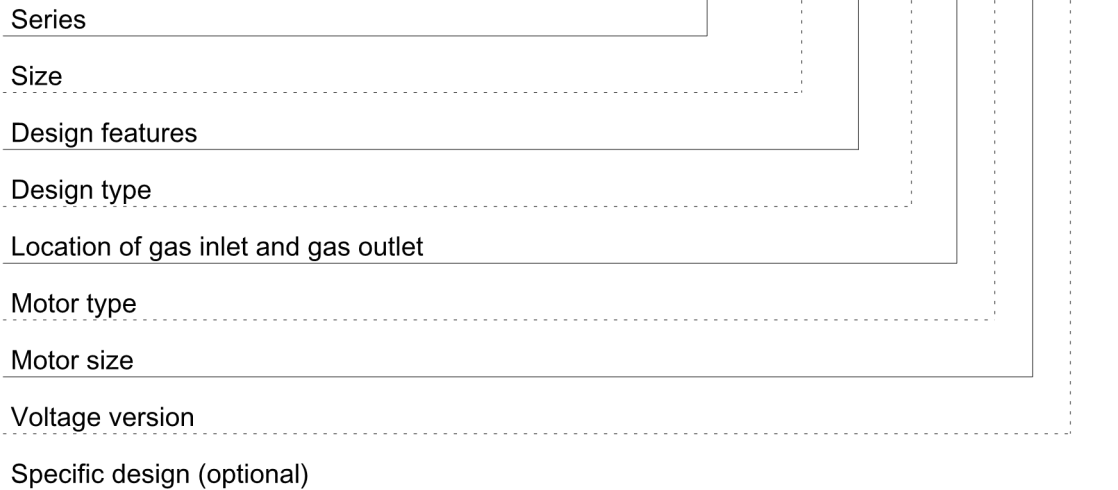 Series
Size
Design features
Design type
Location of gas inlet and gas outlet
Motor type
Motor size
Voltage version
Specific design (optional)